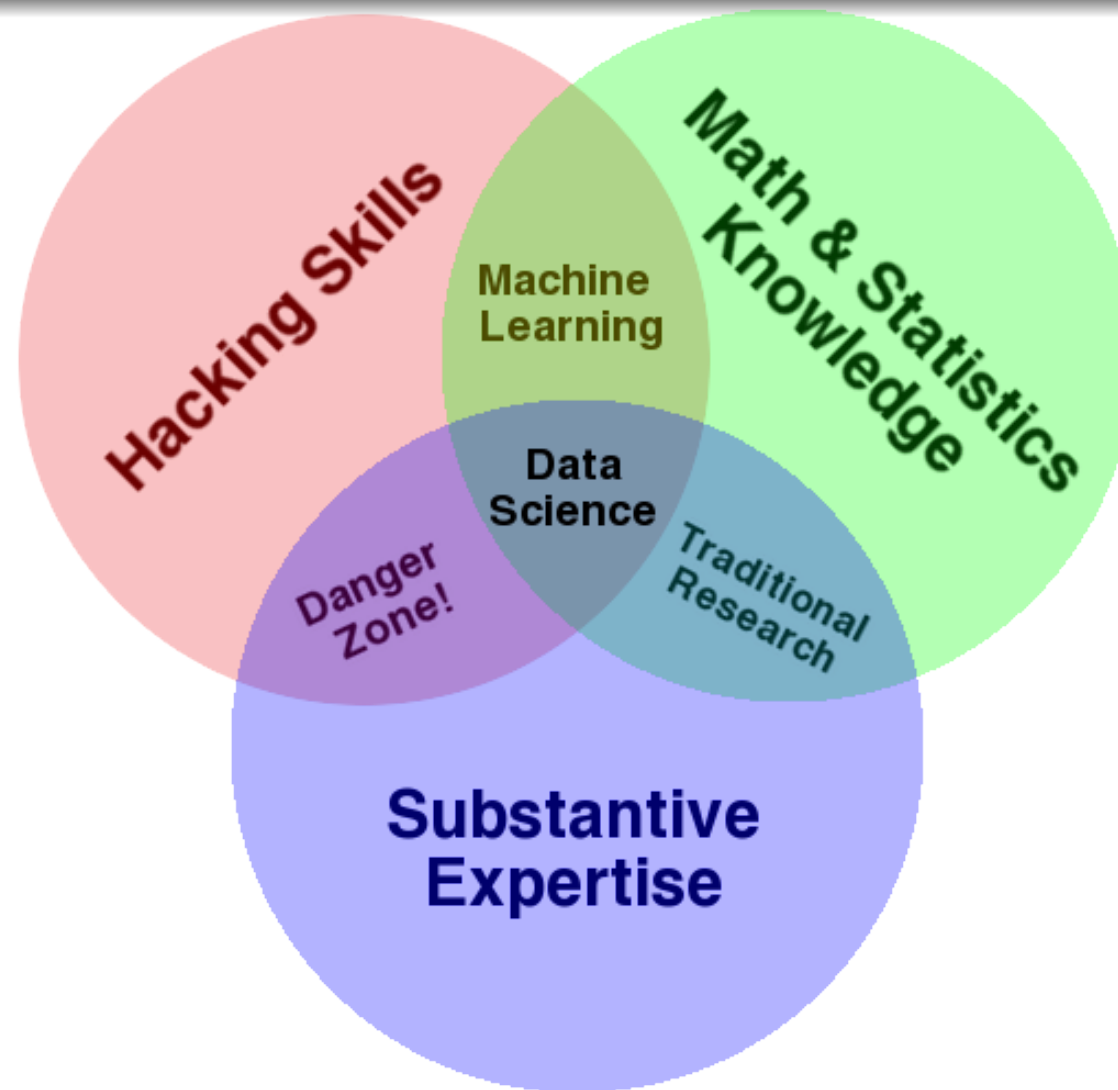 Hacking Skills
Math & Statistics
Knowledge
Machine
Learning
Data
Science
Danger
Zone!
Traditional
Research
Substantive
Expertise